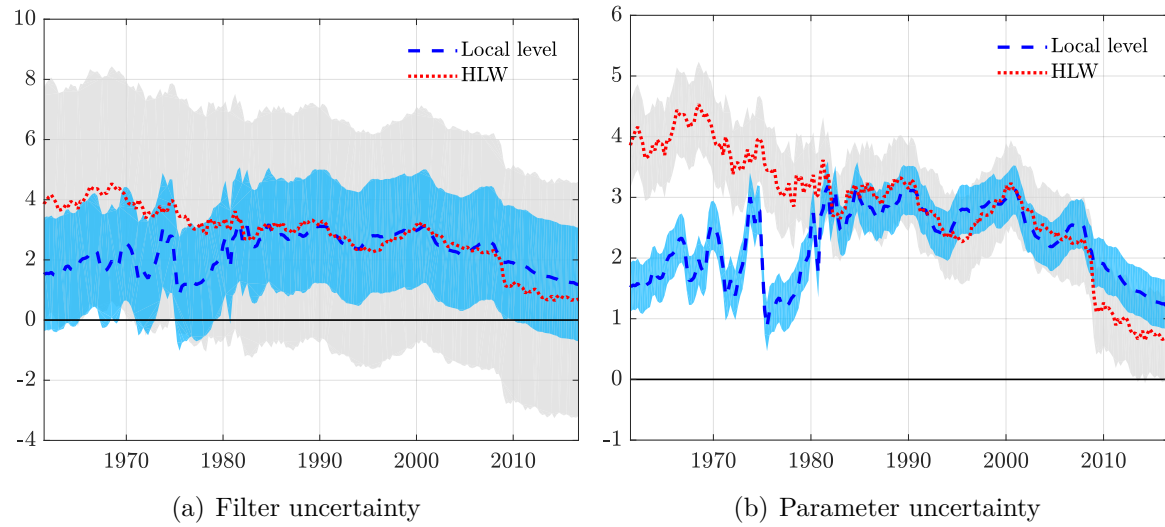 10
8
6
4
2
0
-2
-4
Local level
HLW
1970 1980 1990 2000 2010
(a) Filter uncertainty
6
5
4
3
2
1
0
-1
Local level
HLW
1970 1980 1990 2000 2010
(b) Parameter uncertainty